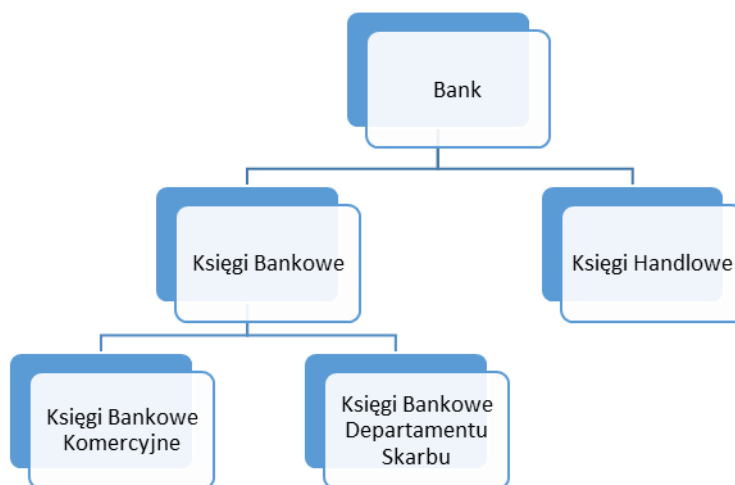 Bank
Księgi Bankowe
Księgi Handlowe
Księgi Bankowe
Komercyjne
Księgi Bankowe
Departamentu
Skarbu